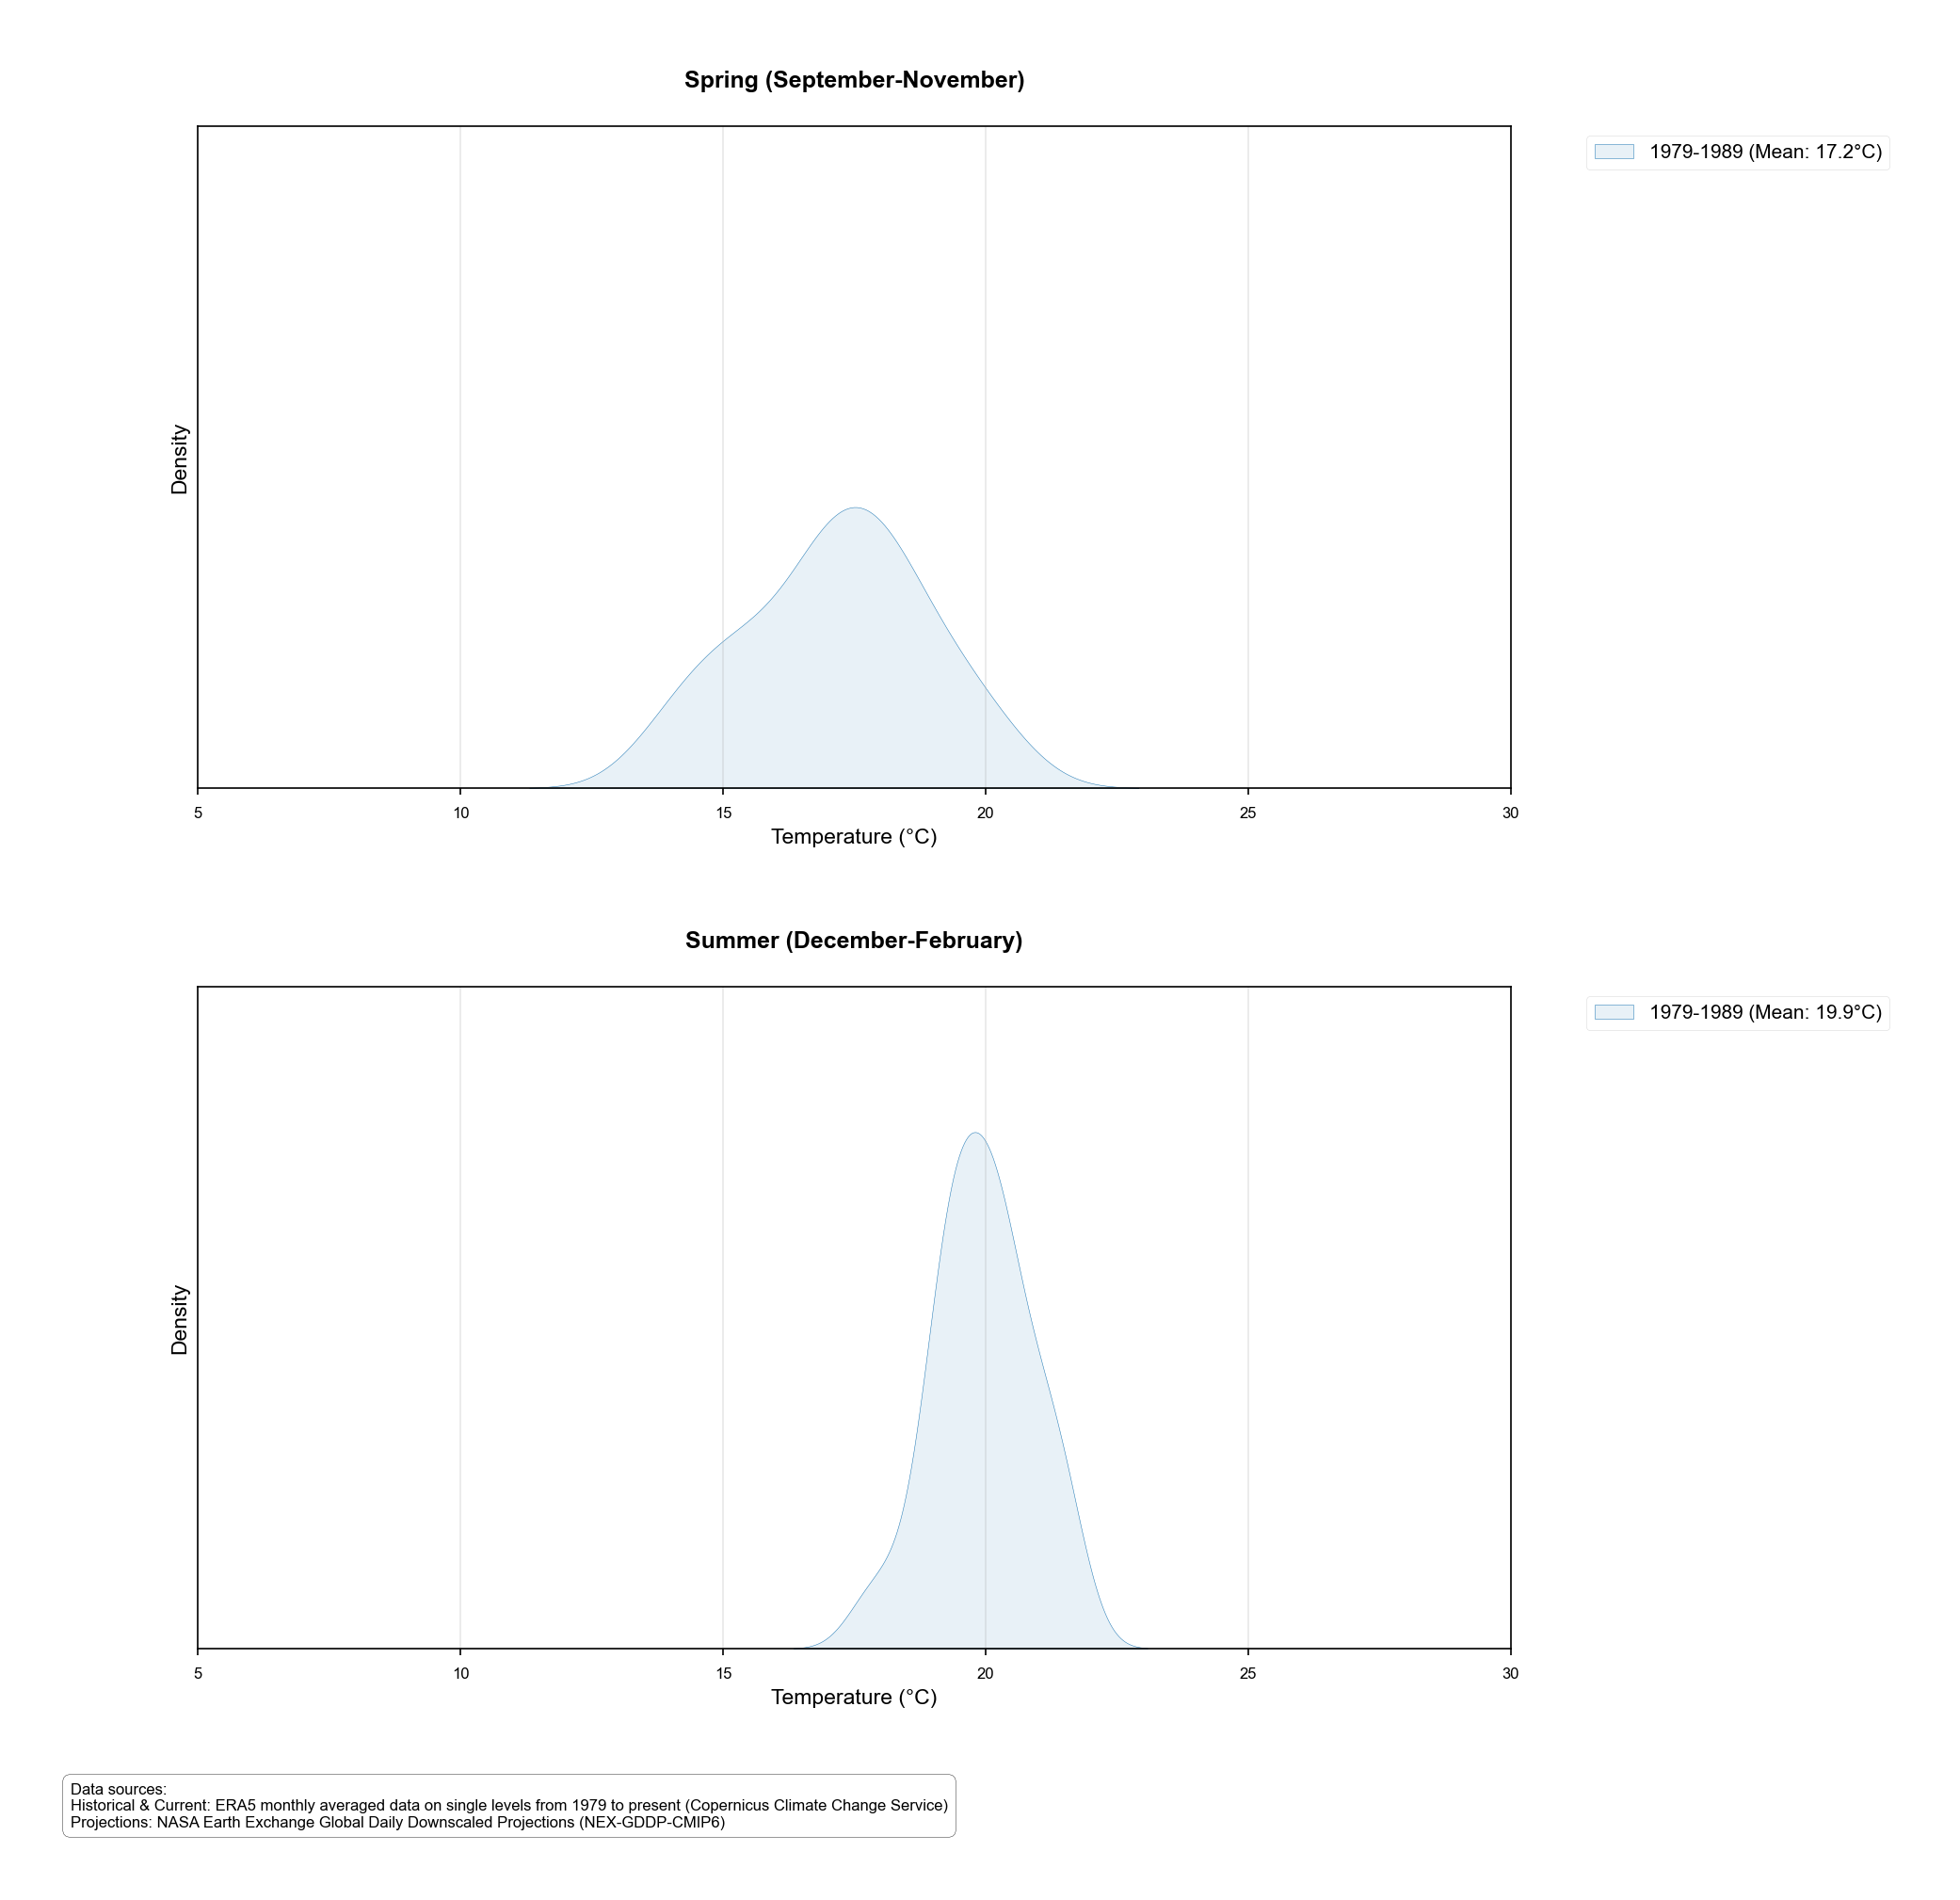 Spring (September-November)
1979-1989 (Mean: 17.2°C)
Density
5 10 15 20 25 30
Temperature (°C)
Summer (December-February)
1979-1989 (Mean: 19.9°C)
Density
5 10 15 20 25 30
Temperature (°C)
Data sources:
Historical & Current: ERA5 monthly averaged data on single levels from 1979 to present (Copernicus Climate Change Service)
Projections: NASA Earth Exchange Global Daily Downscaled Projections (NEX-GDDP-CMIP6)